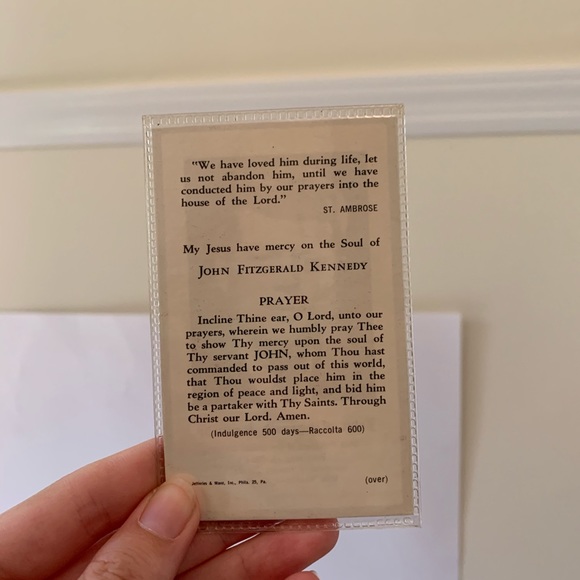 "We have loved him during life, let
us not abandon him, until we have
conducted him by our prayers into the
house of the Lord."
ST. AMBROSE
My Jesus have mercy on the Soul of
JOHN FITZGERALD KENNEDY
PRAYER
Incline Thine ear, O Lord, unto our
prayers, wherein we humbly pray Thee
to show Thy mercy upon the soul of
Thy servant JOHN, whom Thou hast
commanded to pass out of this world,
that Thou wouldst place him in the
region of peace and light, and bid him
be a partaker with Thy Saints. Through
Christ our Lord. Amen.
(Indulgence 500 days—Raccolta 600)
& Wand, Inc., Phila. 25, Pa.
(over)